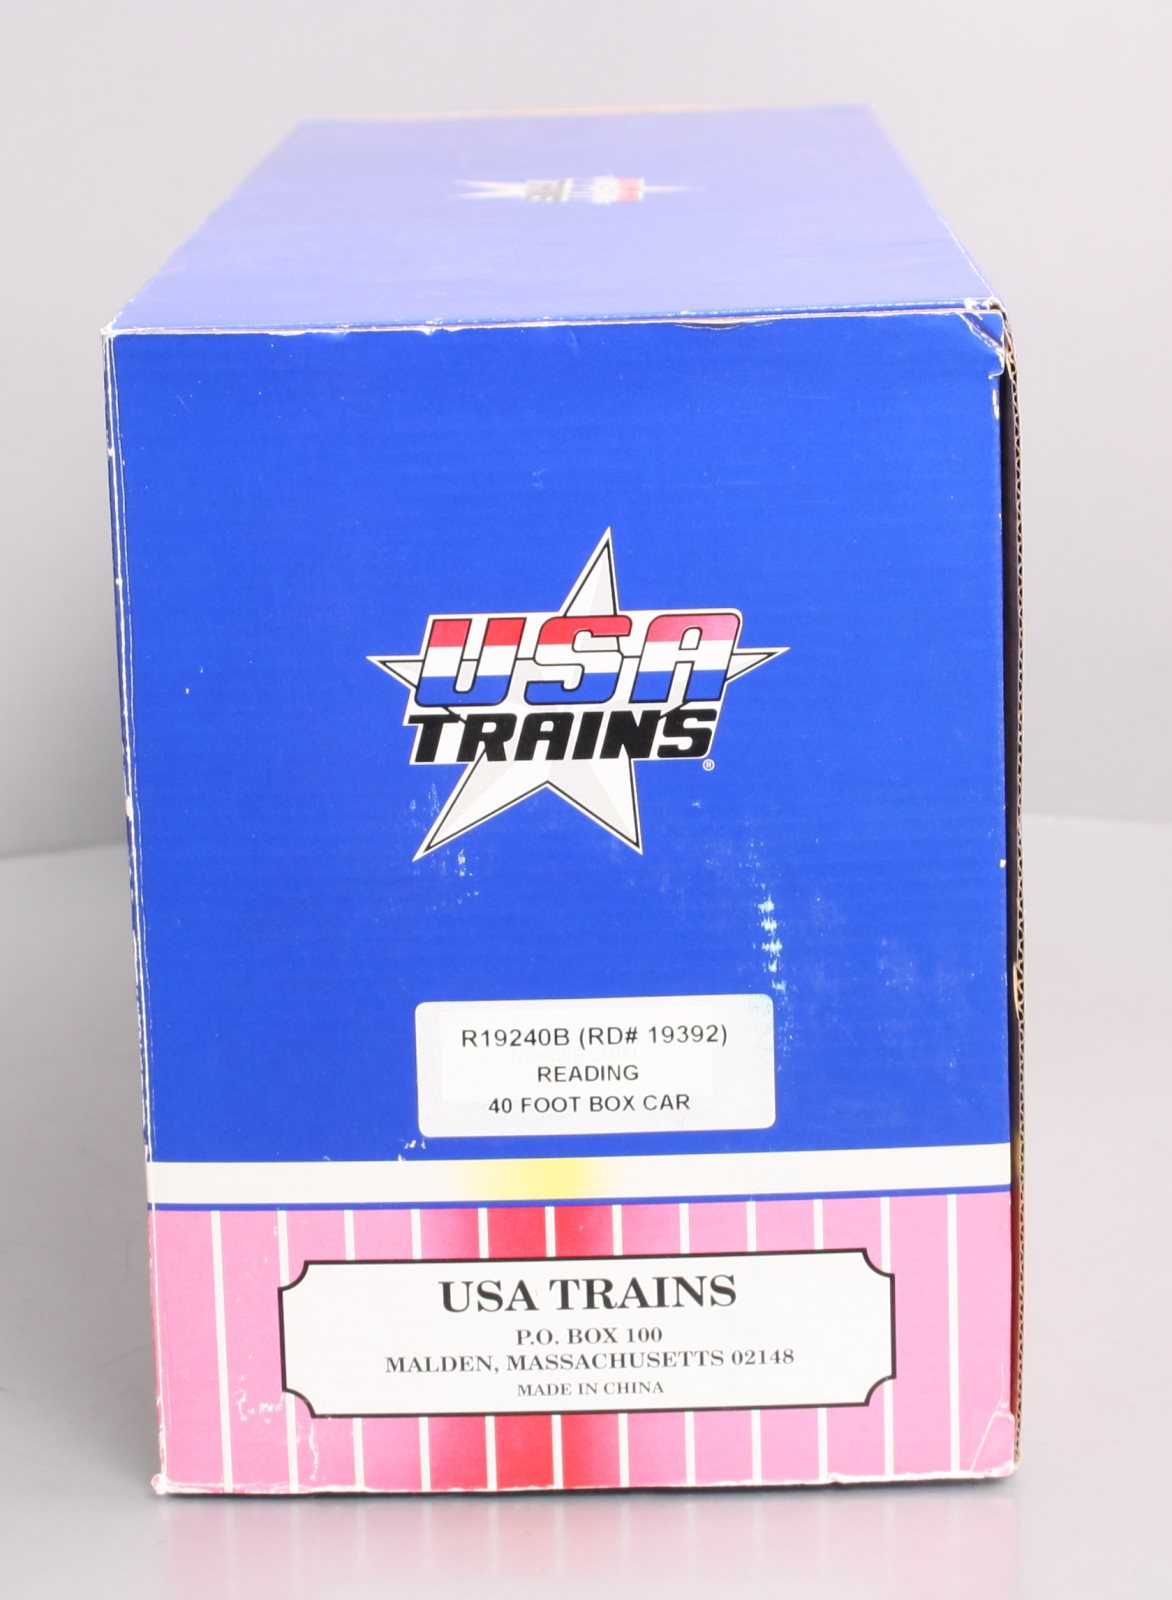 USA
TRAINS®
R19240B (RD# 19392)
READING
40 FOOT BOX CAR
USA TRAINS
P.O. BOX 100
MALDEN, MASSACHUSETTS 02148
MADE IN CHINA